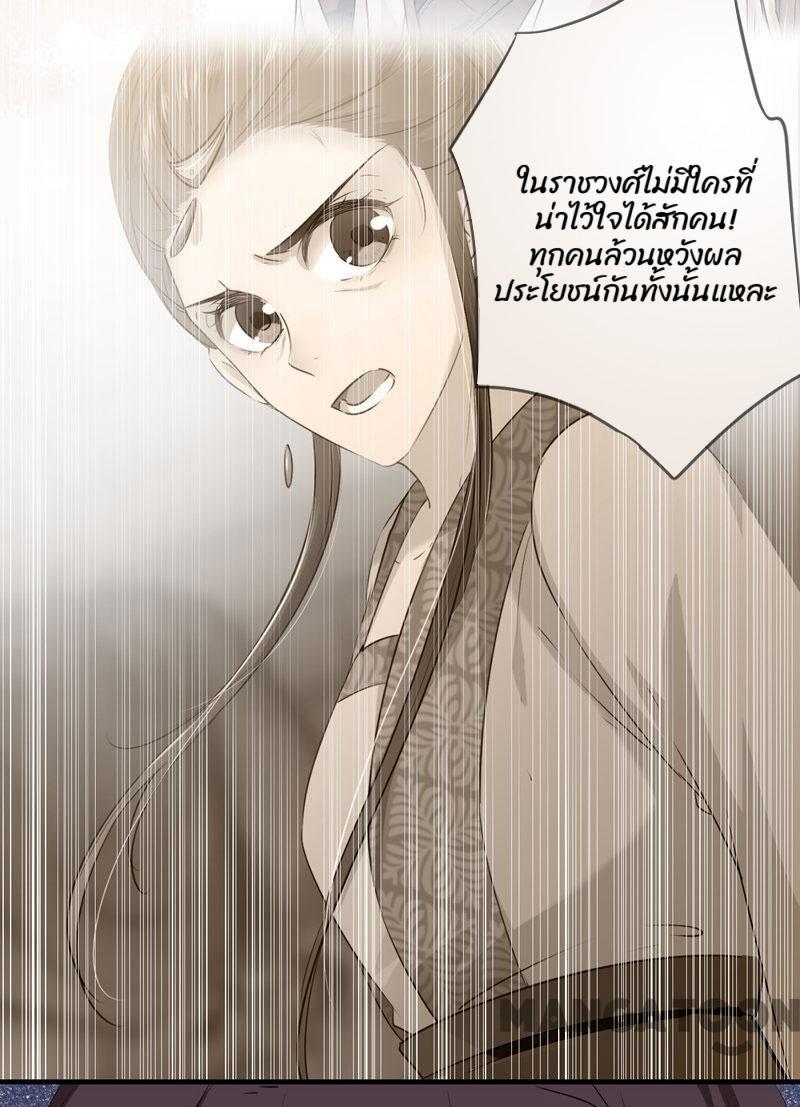 ในราชวงศ์ไม่มีใครที่
น่าไว้ใจได้สักคน!
ทุกคนล้วนหวังผล
ประโยชน์กันทั้งนั้นแหละ
MANGATOON